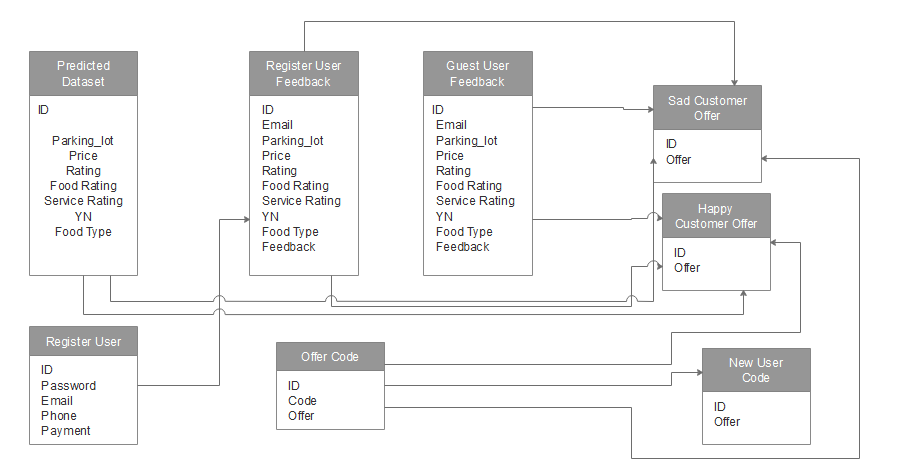 Predicted
Dataset
ID
Parking_lot
Price
Rating
Food Rating
Service Rating
YN
Food Type
Register User
Feedback
ID
Email
Parking_lot
Price
Rating
Food Rating
Service Rating
YN
Food Type
Feedback
Guest User
Feedback
ID
Email
Parking_lot
Price
Rating
Food Rating
Service Rating
YN
Food Type
Feedback
Sad Customer
Offer
ID
Offer
Happy
Customer Offer
ID
Offer
Register User
ID
Password
Email
Phone
Payment
Offer Code
ID
Code
Offer
New User
Code
ID
Offer